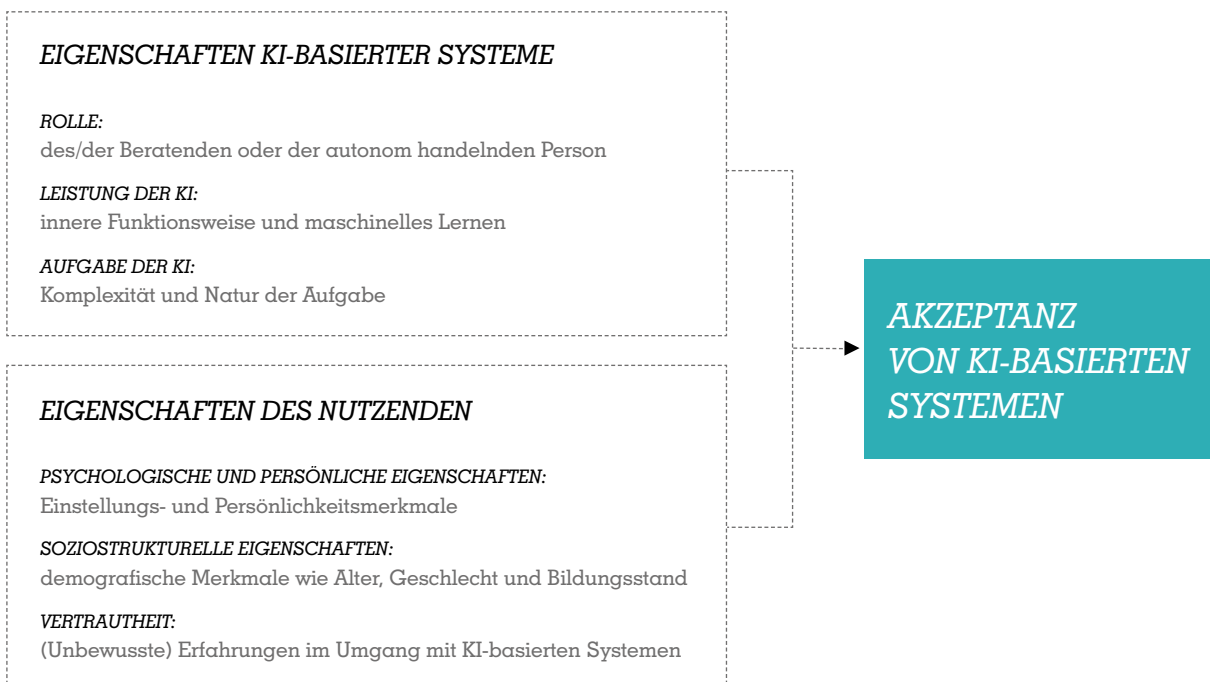 EIGENSCHAFTEN KI-BASIERTER SYSTEME
ROLLE:
des/der Beratenden oder der autonom handelnden Person
LEISTUNG DER KI:
innere Funktionsweise und maschinelles Lernen
AUFGABE DER KI:
Komplexität und Natur der Aufgabe
EIGENSCHAFTEN DES NUTZENDEN
PSYCHOLOGISCHE UND PERSÖNLICHE EIGENSCHAFTEN:
Einstellungs- und Persönlichkeitsmerkmale
SOZIOSTRUKTURELLE EIGENSCHAFTEN:
demografische Merkmale wie Alter, Geschlecht und Bildungsstand
VERTRAUTHEIT:
(Unbewusste) Erfahrungen im Umgang mit KI-basierten Systemen
AKZEPTANZ
VON KI-BASIERTEN
SYSTEMEN